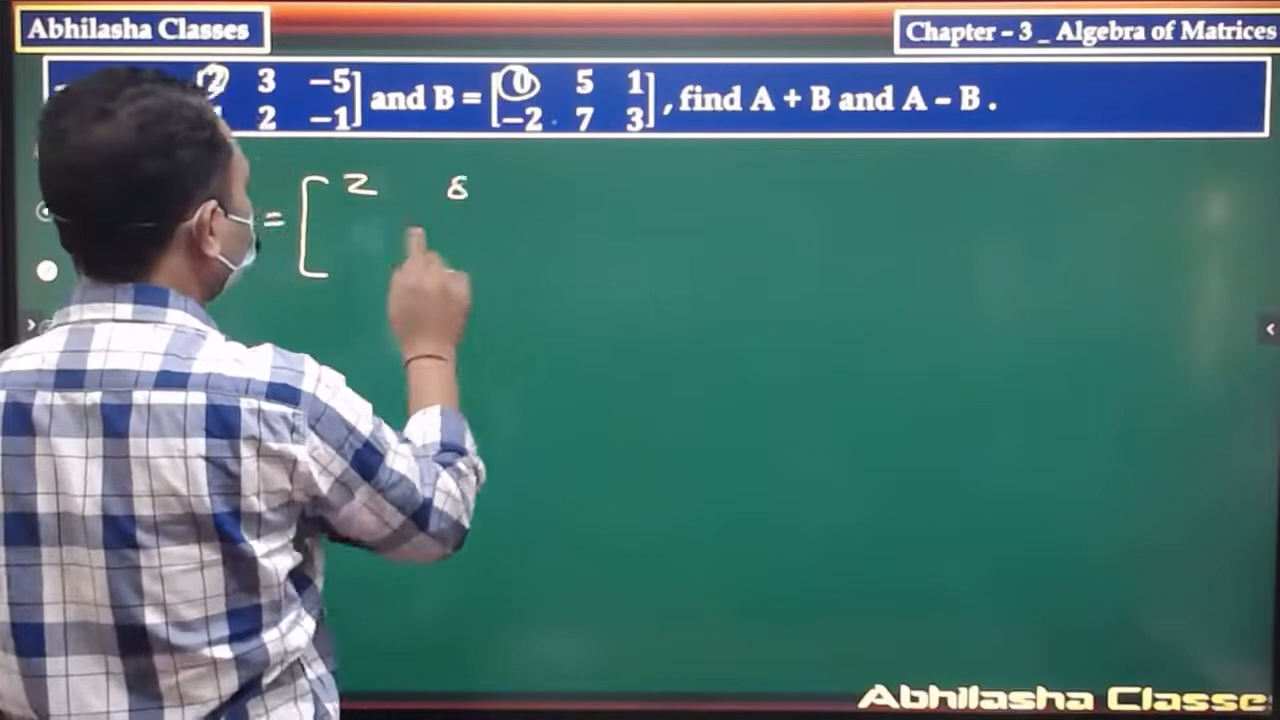 Abhilasha Classes
Chapter – 3 _ Algebra of Matrices
2 3 −5
and B = [0 5 1] , find A + B and A – B .
2 −1
−2 7 3
= [ 2 8
Abhilasha Classe